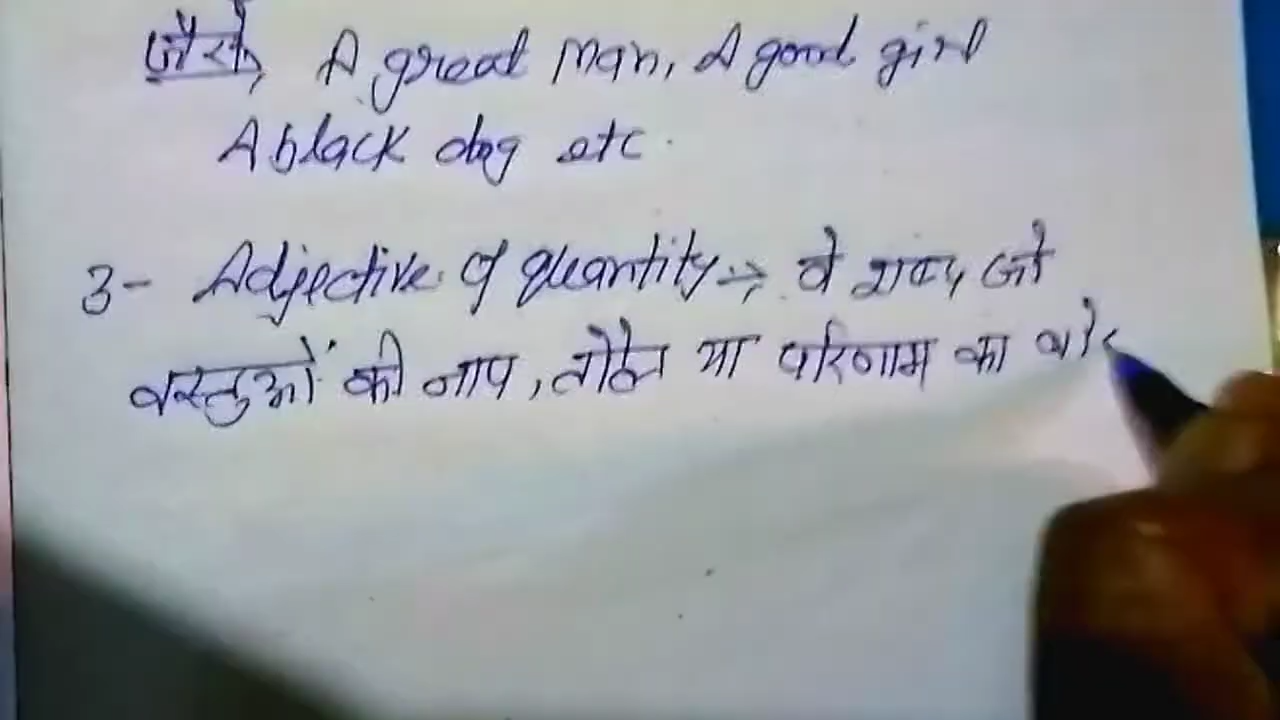 जैसे, A great man, A good girl
A black dog etc.
3- Adjective of quantity → वे शब्द, जो
वस्तुओं की नाप, तौल या परिणाम का